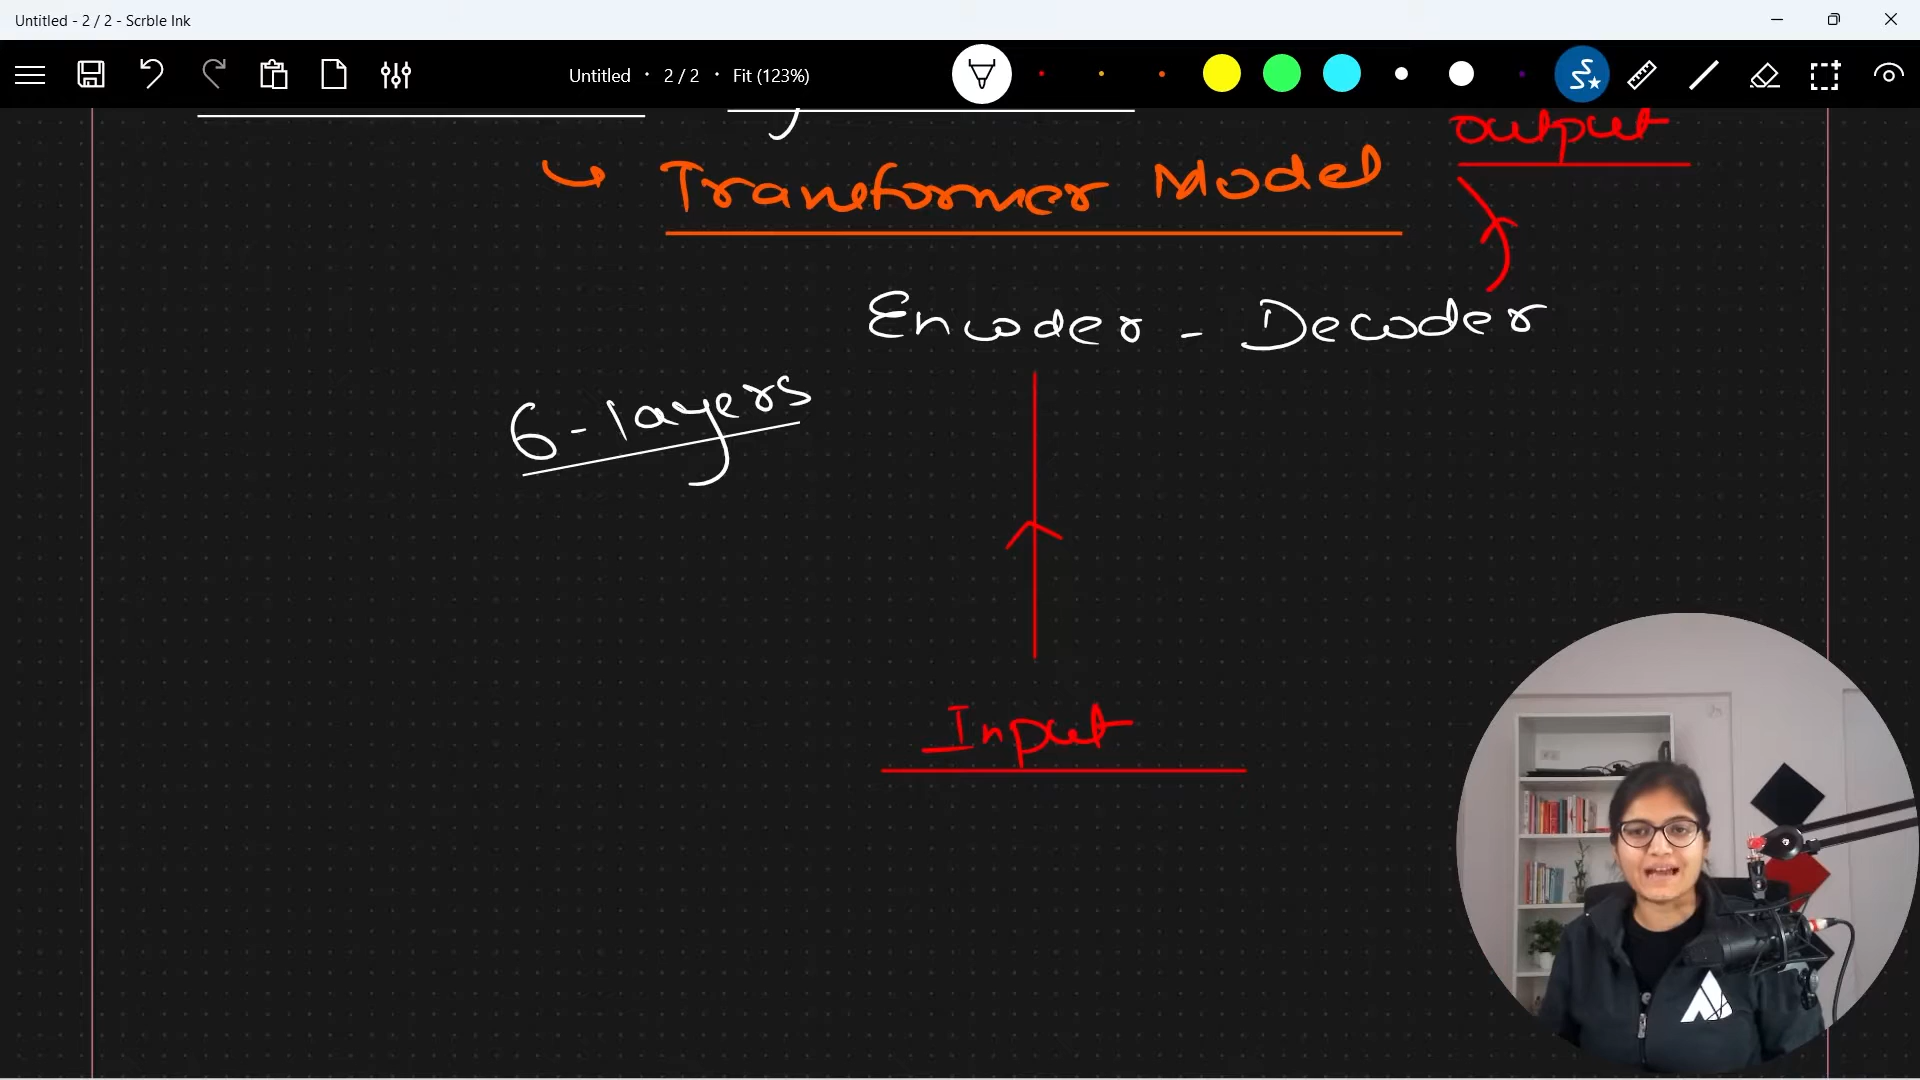 Untitled - 2 / 2 - Scrble Ink
Untitled • 2 / 2 • Fit (123%)
output
Transformer Model
Encoder - Decoder
6-layers
Input